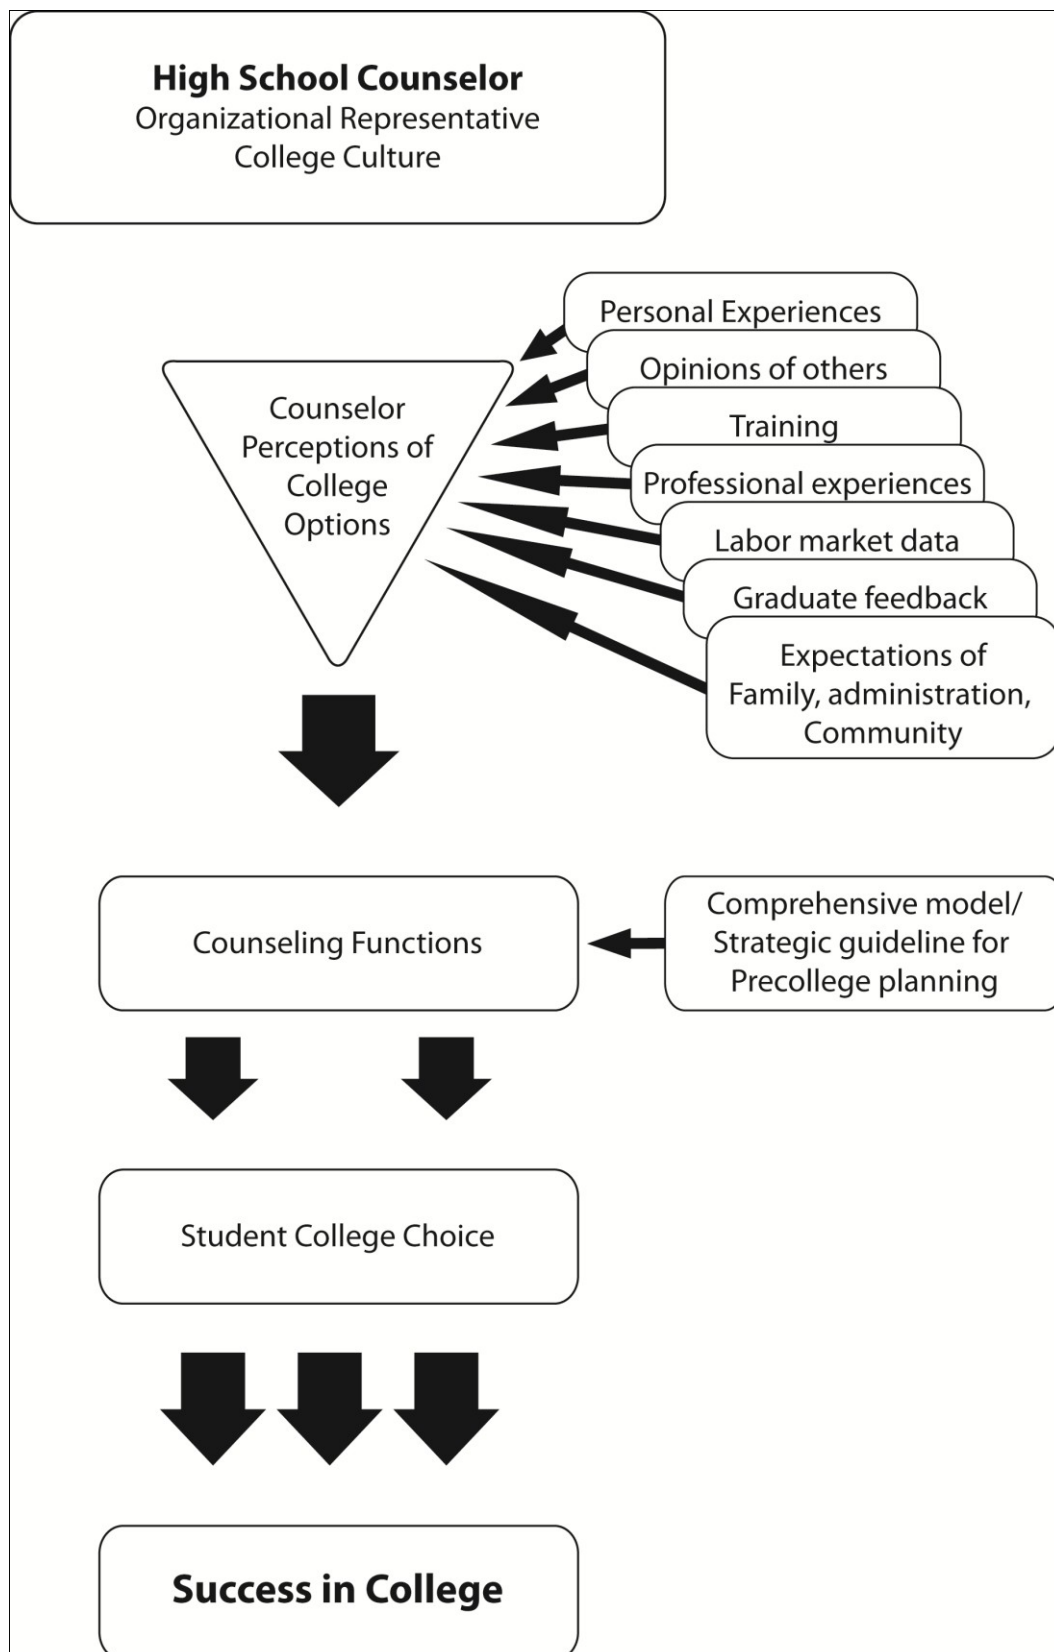 High School Counselor
Organizational Representative
College Culture
Personal Experiences
Opinions of others
Training
Professional experiences
Labor market data
Graduate feedback
Expectations of
Family, administration,
Community
Counselor
Perceptions of
College
Options
Counseling Functions
Comprehensive model/
Strategic guideline for
Precollege planning
Student College Choice
Success in College